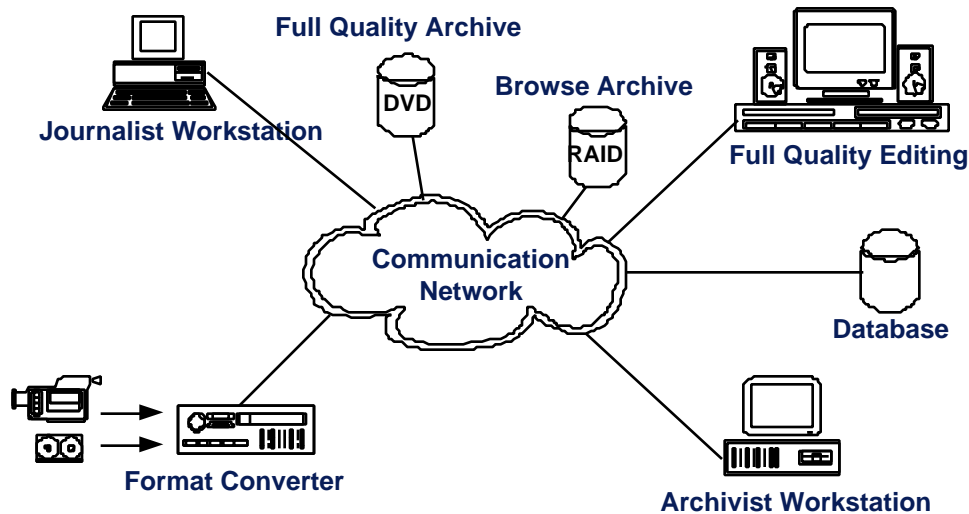 Full Quality Archive
DVD
Browse Archive
RAID
Journalist Workstation
Full Quality Editing
Communication
Network
Database
Format Converter
Archivist Workstation